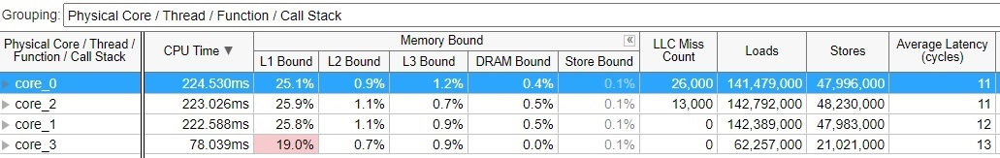 Grouping: Physical Core / Thread / Function / Call Stack
Physical Core / Thread / Function / Call Stack CPU Time ▼ Memory Bound « LLC Miss Count Loads Stores Average Latency (cycles)
L1 Bound L2 Bound L3 Bound DRAM Bound Store Bound
core_0 224.530ms 25.1% 0.9% 1.2% 0.4% 0.1% 26,000 141,479,000 47,996,000 11
core_2 223.026ms 25.9% 1.1% 0.7% 0.5% 0.1% 13,000 142,792,000 48,230,000 11
core_1 222.588ms 25.8% 1.1% 0.9% 0.5% 0.1% 0 142,389,000 47,983,000 12
core_3 78.039ms 19.0% 0.7% 0.9% 0.0% 0.1% 0 62,257,000 21,021,000 13